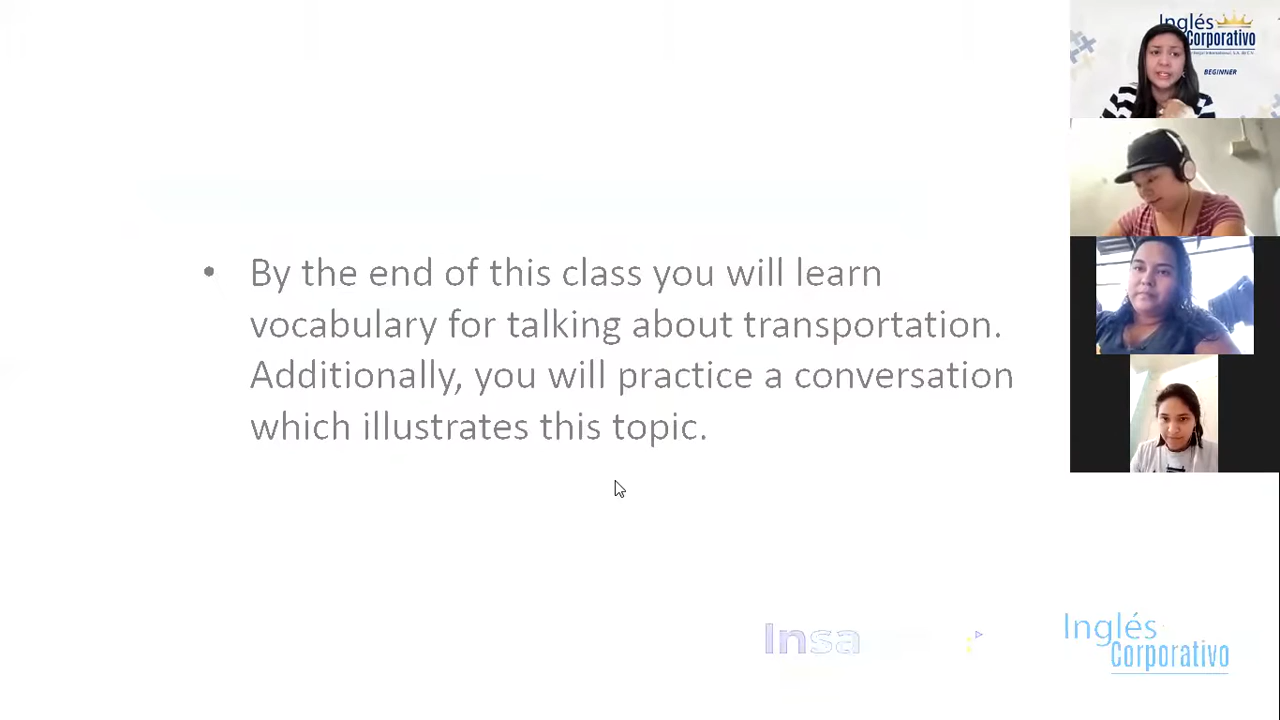 Inglés
Corporativo
BEGINNER
• By the end of this class you will learn
vocabulary for talking about transportation.
Additionally, you will practice a conversation
which illustrates this topic.
Insa
Inglés
Corporativo